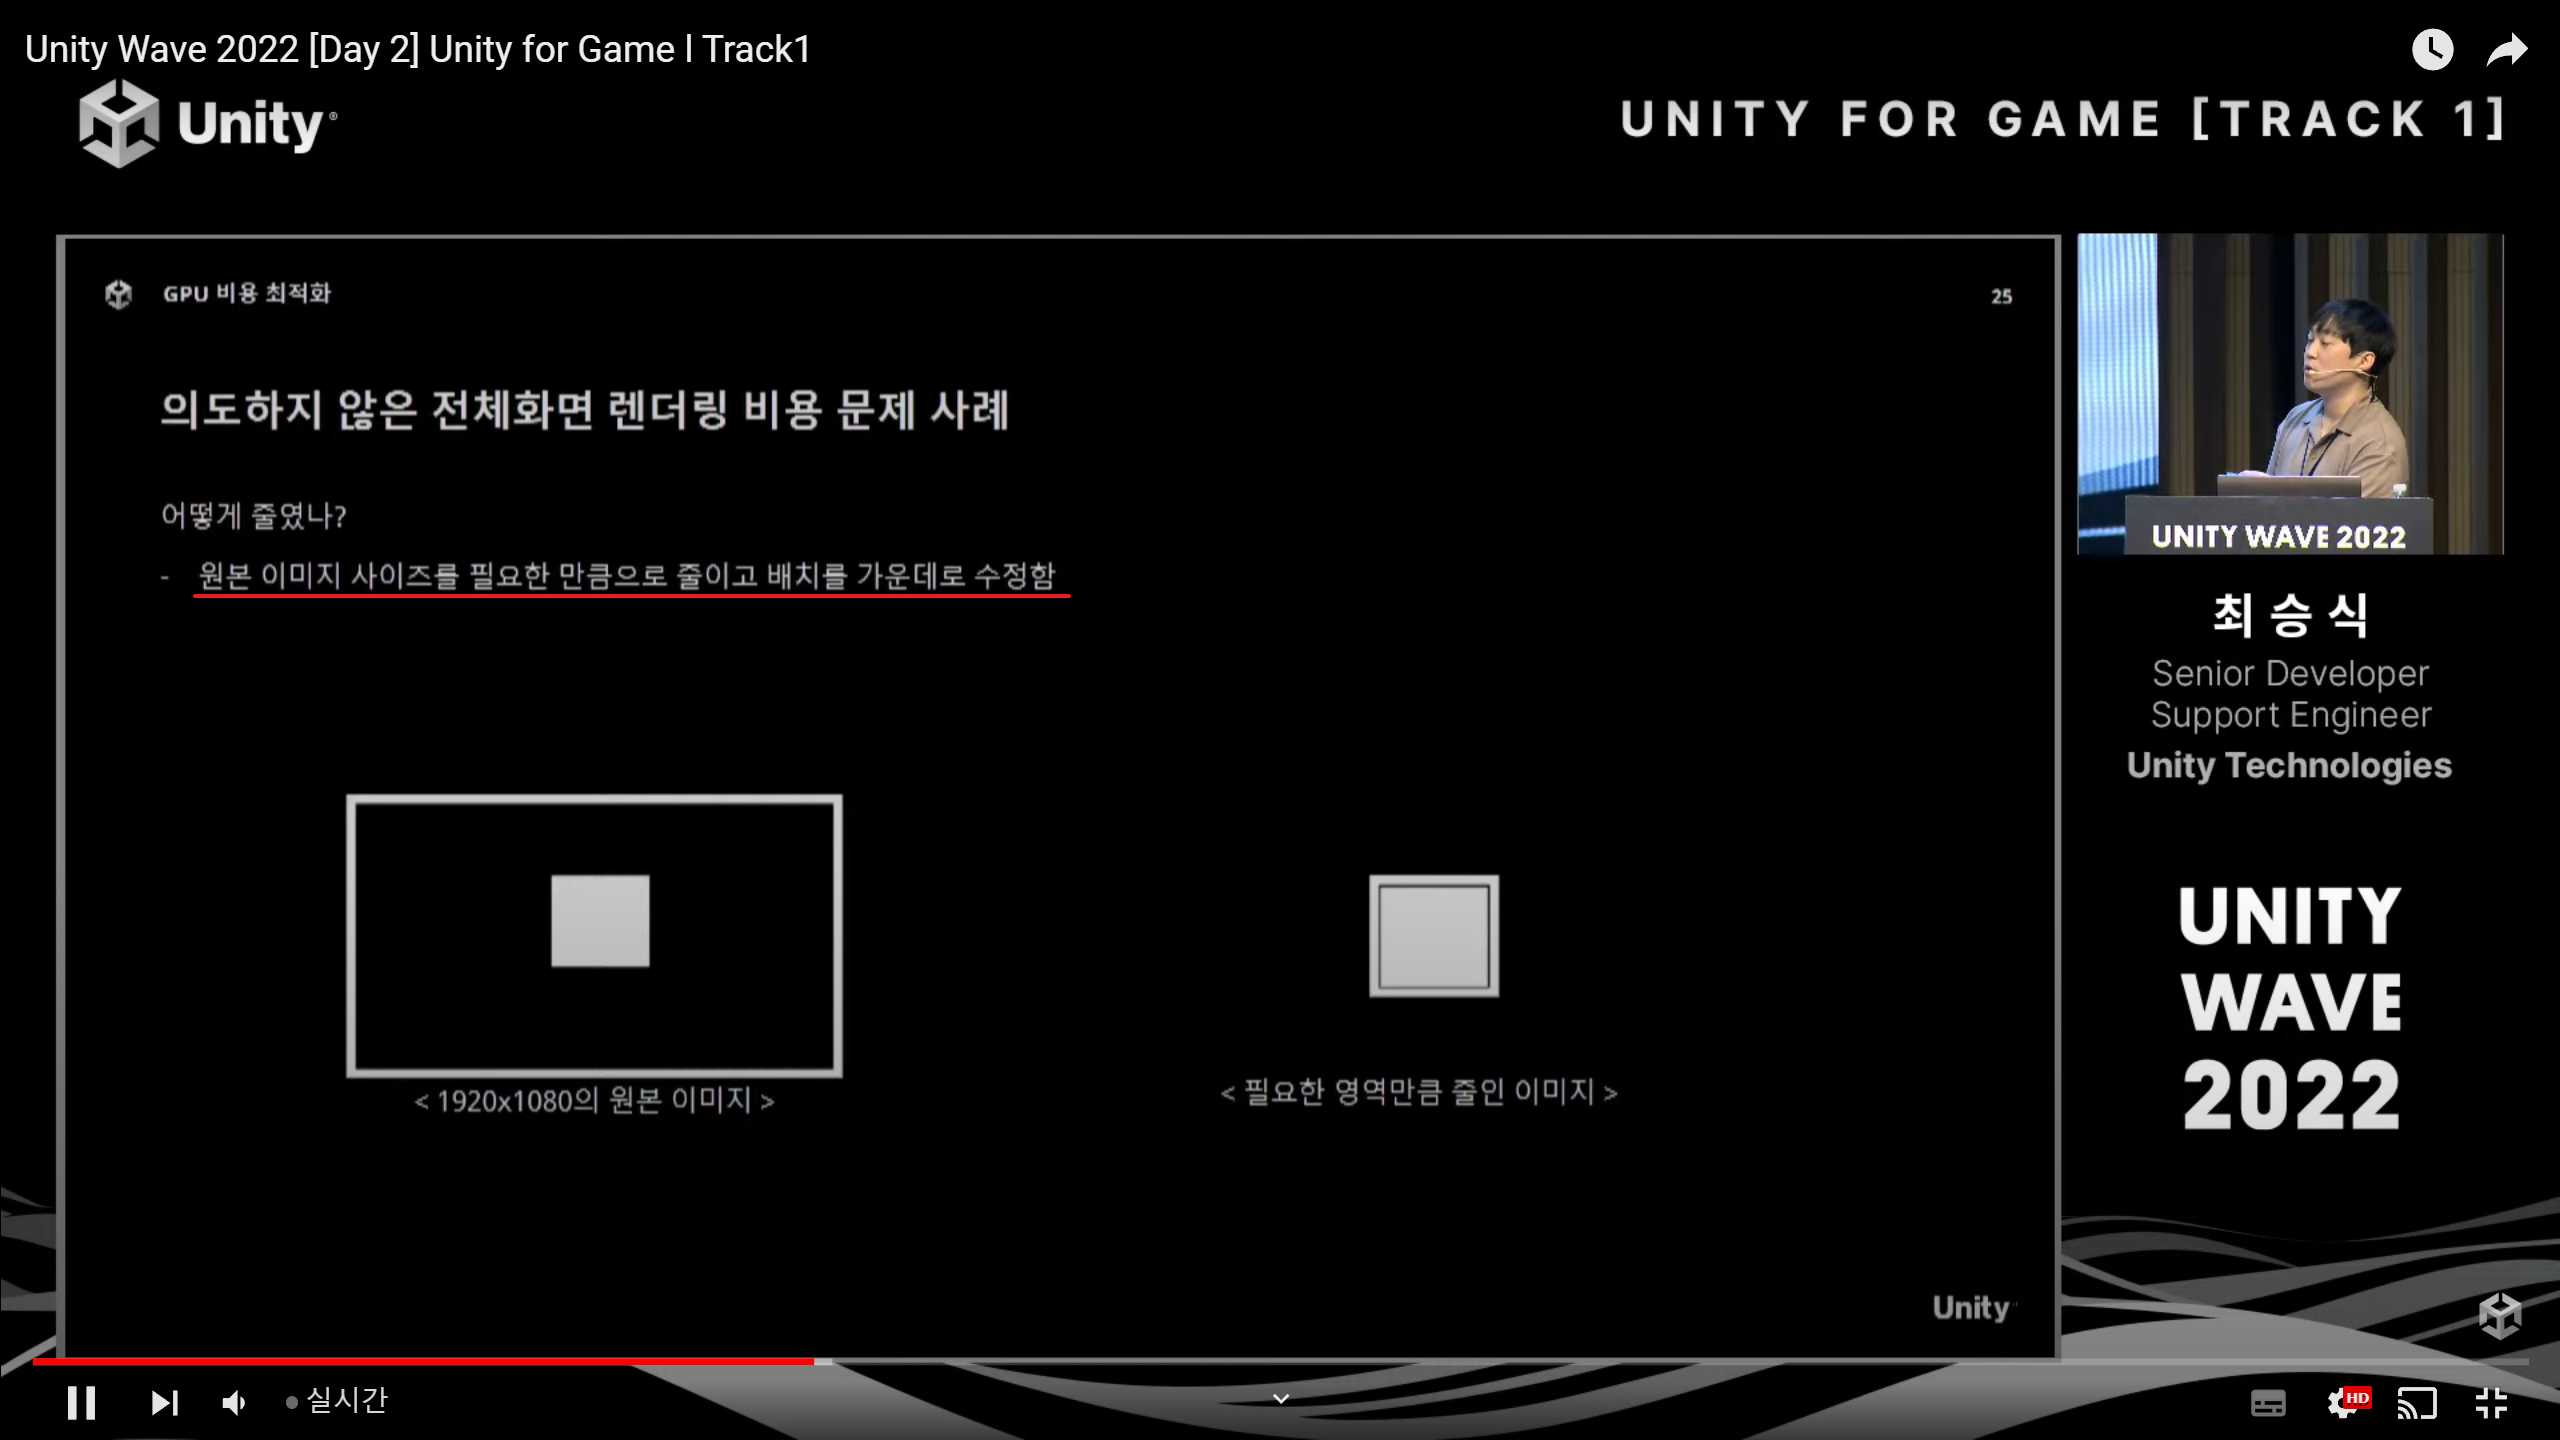 Unity Wave 2022 [Day 2] Unity for Game l Track1
Unity®
UNITY FOR GAME [TRACK 1]
GPU 비용 최적화
25
의도하지 않은 전체화면 렌더링 비용 문제 사례
어떻게 줄였나?
- 원본 이미지 사이즈를 필요한 만큼으로 줄이고 배치를 가운데로 수정함
< 1920x1080의 원본 이미지 >
< 필요한 영역만큼 줄인 이미지 >
Unity
UNITY WAVE 2022
최승식
Senior Developer
Support Engineer
Unity Technologies
UNITY
WAVE
2022
실시간
HD